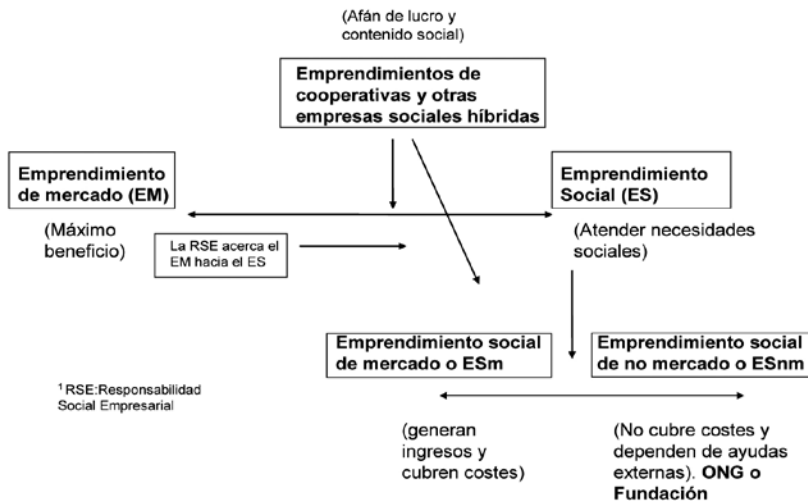 (Afán de lucro y
contenido social)
Emprendimientos de
cooperativas y otras
empresas sociales híbridas
Emprendimiento
de mercado (EM)
Emprendimiento
Social (ES)
(Máximo
beneficio)
(Atender necesidades
sociales)
La RSE acerca el
EM hacia el ES
Emprendimiento social
de mercado o ESm
Emprendimiento social
de no mercado o ESnm
¹RSE:Responsabilidad
Social Empresarial
(generan
ingresos y
cubren costes)
(No cubre costes y
dependen de ayudas
externas). ONG o
Fundación